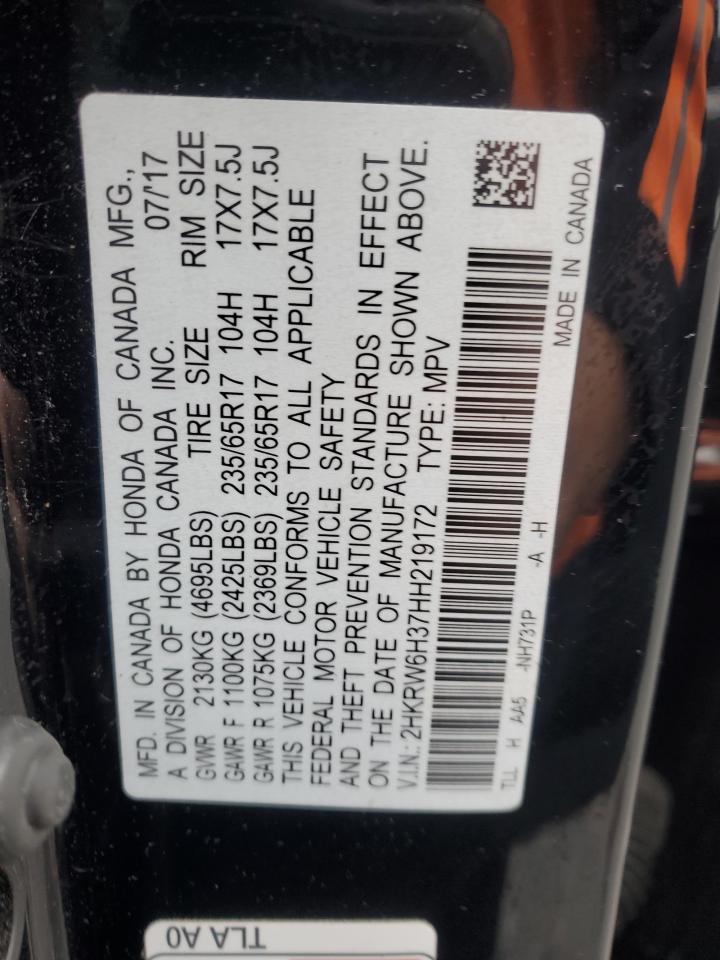 MFD. IN CANADA BY HONDA OF CANADA MFG.,
A DIVISION OF HONDA CANADA INC. 07/'17
GVWR 2130KG (4695LBS) TIRE SIZE RIM SIZE
GAWR F 1100KG (2425LBS) 235/65R17 104H 17X7.5J
GAWR R 1075KG (2369LBS) 235/65R17 104H 17X7.5J
THIS VEHICLE CONFORMS TO ALL APPLICABLE
FEDERAL MOTOR VEHICLE SAFETY
AND THEFT PREVENTION STANDARDS IN EFFECT
ON THE DATE OF MANUFACTURE SHOWN ABOVE.
V.I.N.: 2HKRW6H37HH219172 TYPE: MPV
TLL H AA5 -NH731P -A -H
MADE IN CANADA
TLA A0